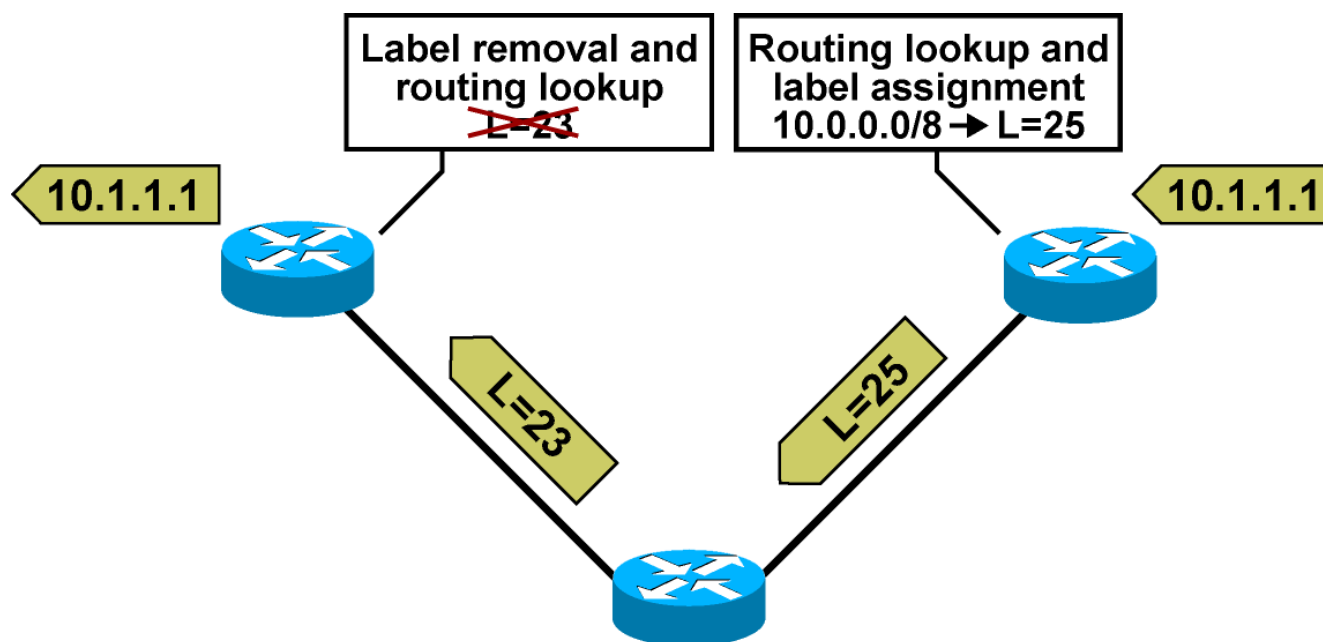 Label removal and
routing lookup
L=23
Routing lookup and
label assignment
10.0.0.0/8 → L=25
10.1.1.1
10.1.1.1
L=23
L=25